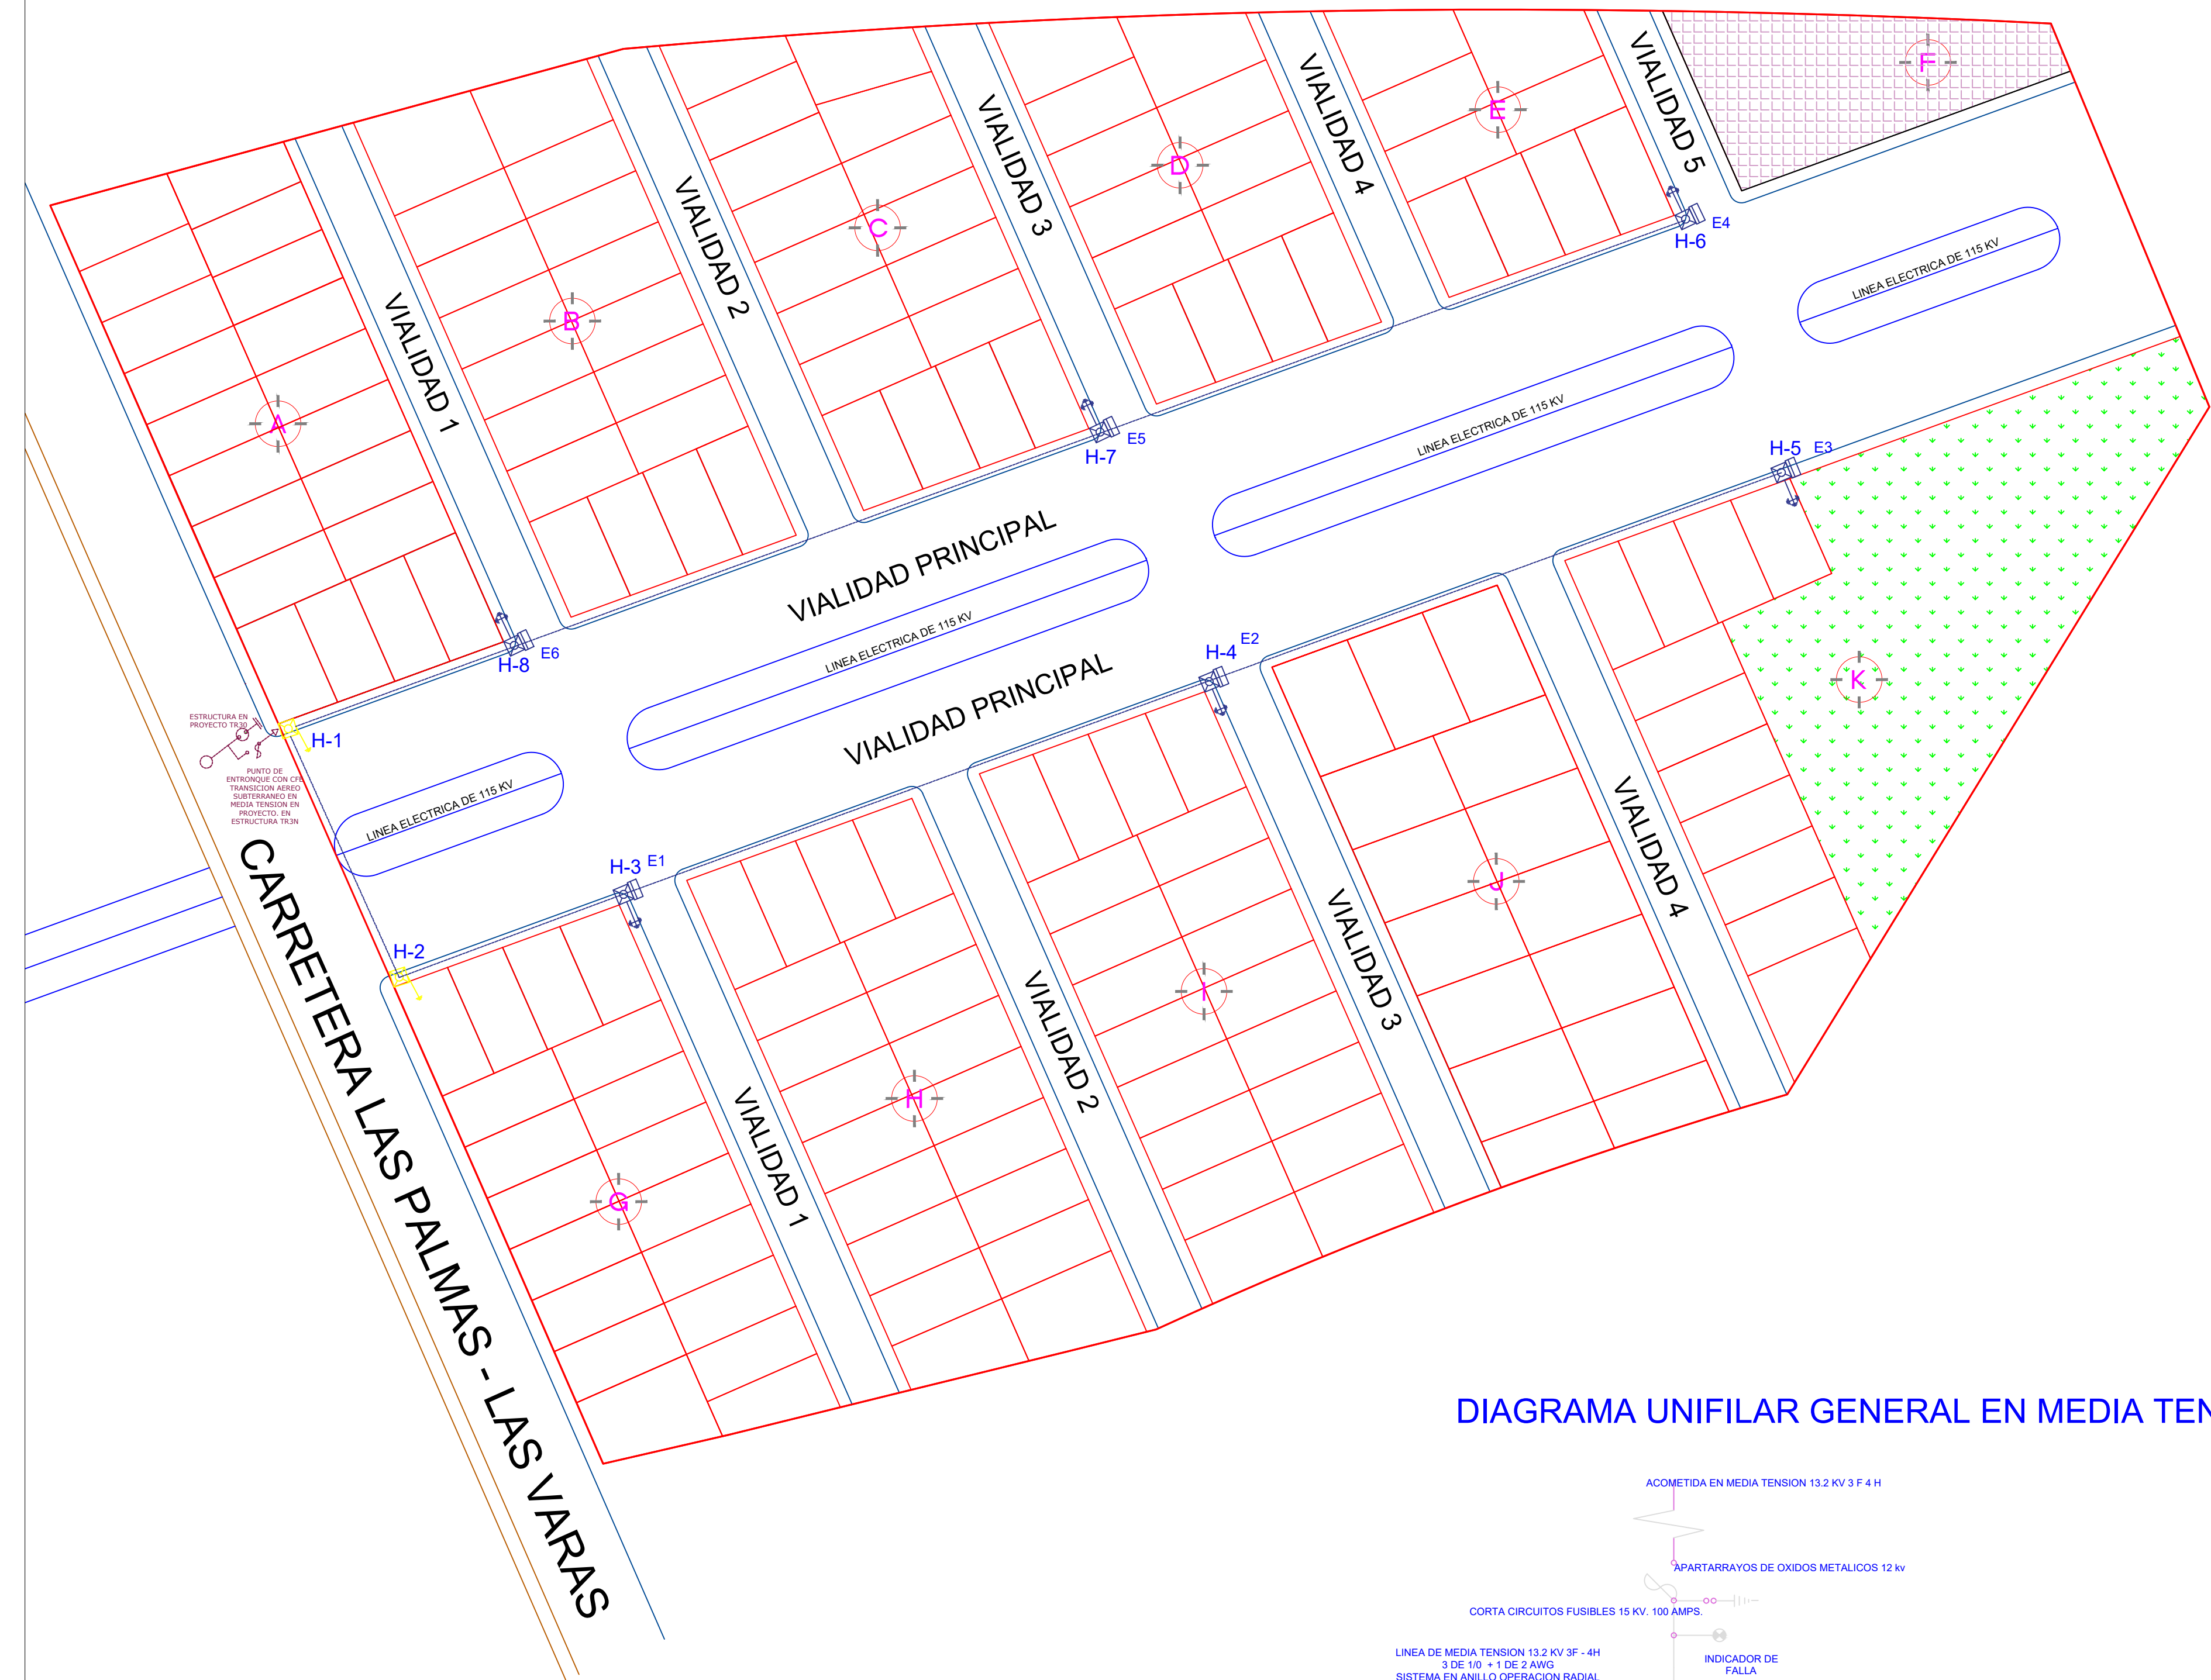 F
VIALIDAD 5
VIALIDAD 4
E
VIALIDAD 3
D
VIALIDAD 2
C
E4
H-6
LINEA ELECTRICA DE 115 KV
VIALIDAD 1
B
A
LINEA ELECTRICA DE 115 KV
E5
H-7
H-5 E3
VIALIDAD PRINCIPAL
LINEA ELECTRICA DE 115 KV
E6
H-8
E2
H-4
VIALIDAD PRINCIPAL
K
ESTRUCTURA EN
PROYECTO TR30
H-1
PUNTO DE
ENTRONQUE CON CFE
TRANSICION AEREO
SUBTERRANEO EN
MEDIA TENSION EN
PROYECTO. EN
ESTRUCTURA TR3N
LINEA ELECTRICA DE 115 KV
H-3 E1
J
VIALIDAD 4
H-2
VIALIDAD 3
I
VIALIDAD 2
H
VIALIDAD 1
G
CARRETERA LAS PALMAS - LAS VARAS
DIAGRAMA UNIFILAR GENERAL EN MEDIA TEN
ACOMETIDA EN MEDIA TENSION 13.2 KV 3 F 4 H
APARTARRAYOS DE OXIDOS METALICOS 12 kv
CORTA CIRCUITOS FUSIBLES 15 KV. 100 AMPS.
LINEA DE MEDIA TENSION 13.2 KV 3F - 4H
3 DE 1/0 + 1 DE 2 AWG
SISTEMA EN ANILLO OPERACION RADIAL
INDICADOR DE
FALLA